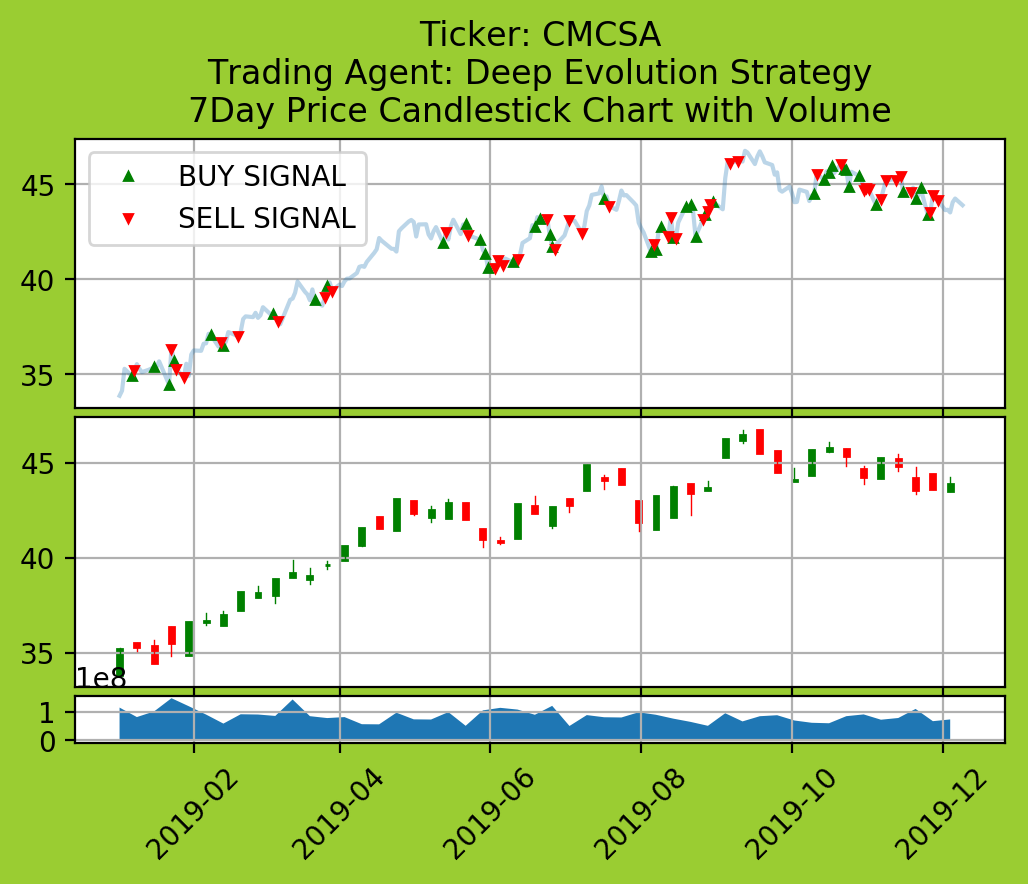 Ticker: CMCSA
Trading Agent: Deep Evolution Strategy
7Day Price Candlestick Chart with Volume
BUY SIGNAL
SELL SIGNAL
45
40
35
45
40
35
1e8
1
0
2019-02
2019-04
2019-06
2019-08
2019-10
2019-12